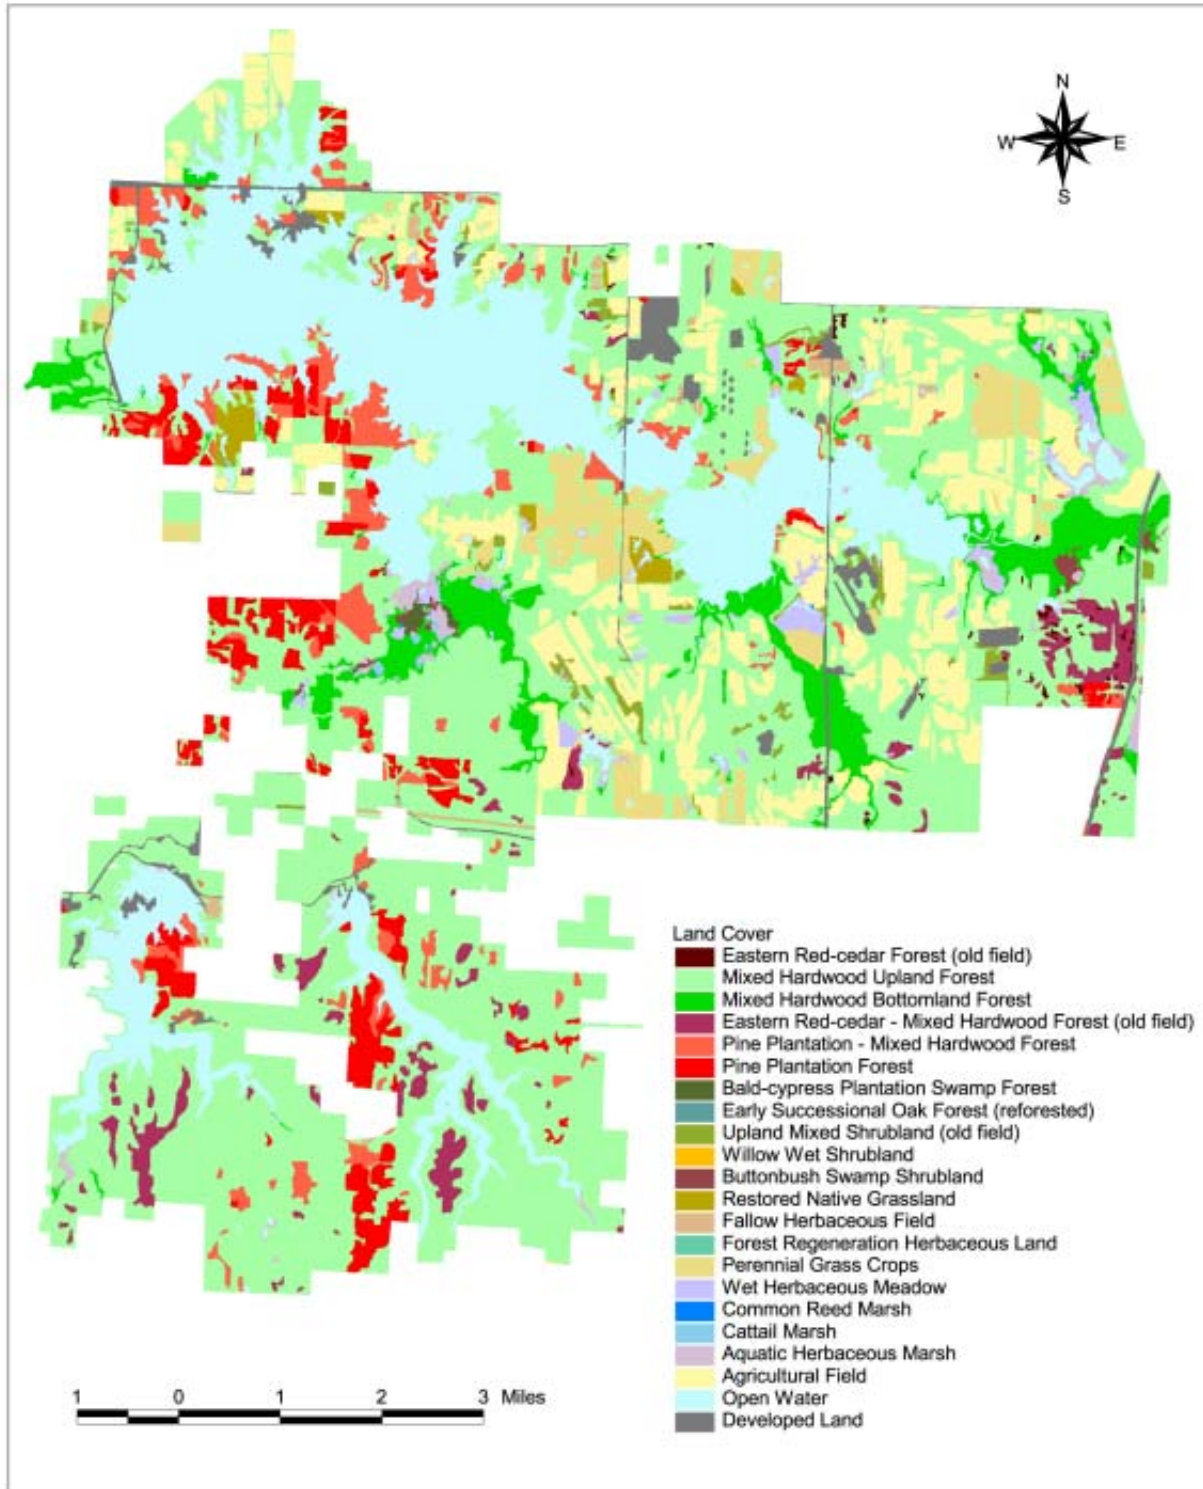 N
W E
S
Land Cover
Eastern Red-cedar Forest (old field)
Mixed Hardwood Upland Forest
Mixed Hardwood Bottomland Forest
Eastern Red-cedar - Mixed Hardwood Forest (old field)
Pine Plantation - Mixed Hardwood Forest
Pine Plantation Forest
Bald-cypress Plantation Swamp Forest
Early Successional Oak Forest (reforested)
Upland Mixed Shrubland (old field)
Willow Wet Shrubland
Buttonbush Swamp Shrubland
Restored Native Grassland
Fallow Herbaceous Field
Forest Regeneration Herbaceous Land
Perennial Grass Crops
Wet Herbaceous Meadow
Common Reed Marsh
Cattail Marsh
Aquatic Herbaceous Marsh
Agricultural Field
Open Water
Developed Land
1 0 1 2 3 Miles